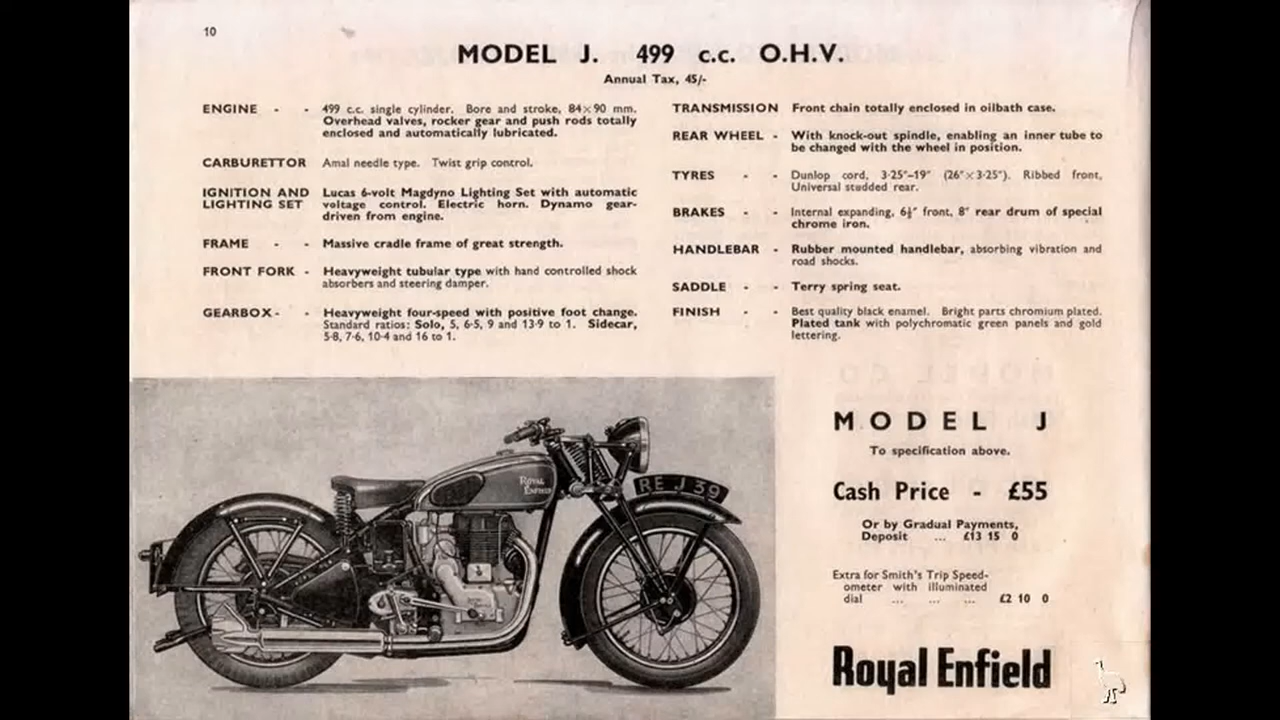 10
MODEL J. 499 c.c. O.H.V.
Annual Tax, 45/-
ENGINE - - 499 c.c. single cylinder. Bore and stroke, 84×90 mm.
Overhead valves, rocker gear and push rods totally
enclosed and automatically lubricated.
CARBURETTOR Amal needle type. Twist grip control.
IGNITION AND Lucas 6-volt Magdyno Lighting Set with automatic
LIGHTING SET voltage control. Electric horn. Dynamo gear-
driven from engine.
FRAME - - Massive cradle frame of great strength.
FRONT FORK - Heavyweight tubular type with hand controlled shock
absorbers and steering damper.
GEARBOX - - Heavyweight four-speed with positive foot change.
Standard ratios: Solo, 5, 6·5, 9 and 13·9 to 1. Sidecar,
5·8, 7·6, 10·4 and 16 to 1.
TRANSMISSION Front chain totally enclosed in oilbath case.
REAR WHEEL - With knock-out spindle, enabling an inner tube to
be changed with the wheel in position.
TYRES - - Dunlop cord, 3·25"–19" (26"×3·25"). Ribbed front,
Universal studded rear.
BRAKES - - Internal expanding, 6½" front, 8" rear drum of special
chrome iron.
HANDLEBAR - Rubber mounted handlebar, absorbing vibration and
road shocks.
SADDLE - - Terry spring seat.
FINISH - - Best quality black enamel. Bright parts chromium plated.
Plated tank with polychromatic green panels and gold
lettering.
ROYAL
ENFIELD
RE J 39
MODEL J
To specification above.
Cash Price - £55
Or by Gradual Payments,
Deposit ... £13 15 0
Extra for Smith's Trip Speed-
ometer with illuminated
dial ... ... ... £2 10 0
Royal Enfield